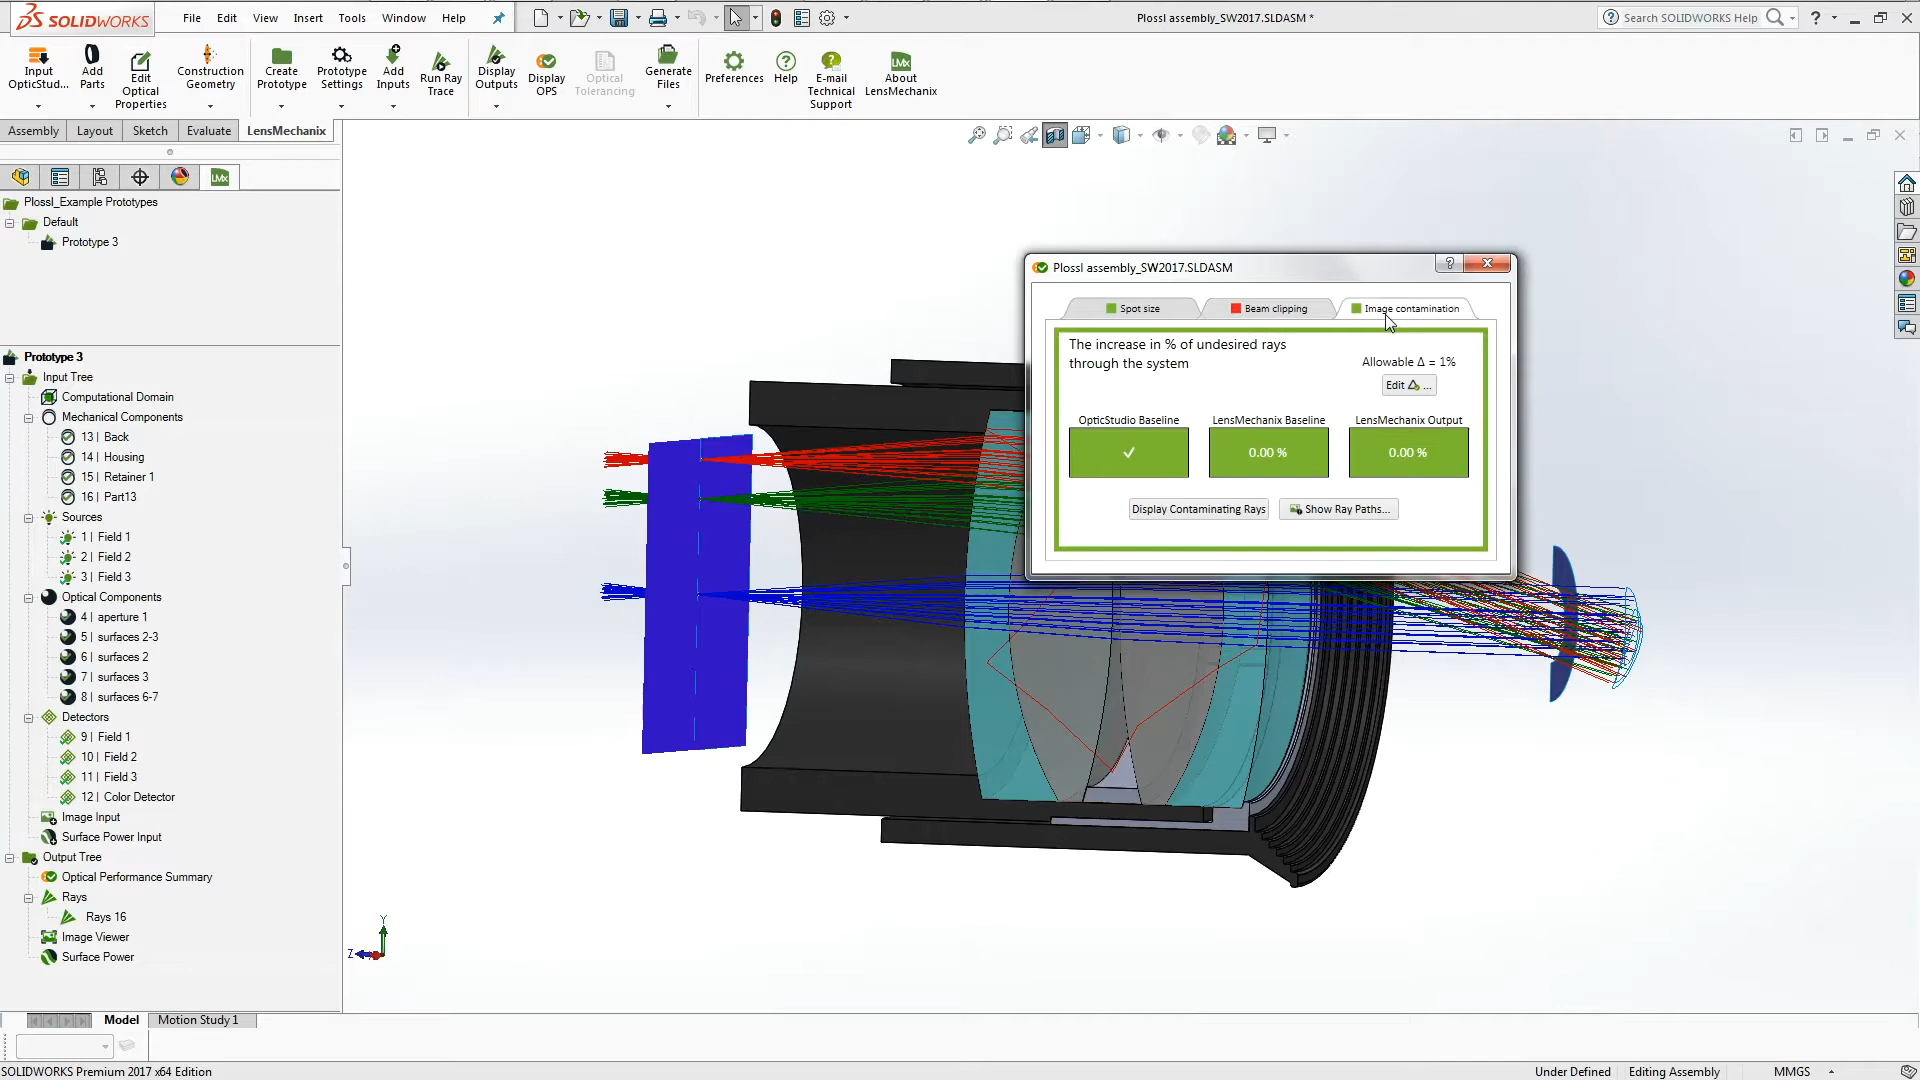 SOLIDWORKS
File Edit View Insert Tools Window Help
Plossl assembly_SW2017.SLDASM *
Search SOLIDWORKS Help
Input OpticStud...
Add Parts
Edit Optical Properties
Construction Geometry
Create Prototype
Prototype Settings
Add Inputs
Run Ray Trace
Display Outputs
Display OPS
Optical Tolerancing
Generate Files
Preferences
Help
E-mail Technical Support
About LensMechanix
Assembly Layout Sketch Evaluate LensMechanix
LMx
Plossl_Example Prototypes
Default
Prototype 3
Prototype 3
Input Tree
Computational Domain
Mechanical Components
13 | Back
14 | Housing
15 | Retainer 1
16 | Part13
Sources
1 | Field 1
2 | Field 2
3 | Field 3
Optical Components
4 | aperture 1
5 | surfaces 2-3
6 | surfaces 2
7 | surfaces 3
8 | surfaces 6-7
Detectors
9 | Field 1
10 | Field 2
11 | Field 3
12 | Color Detector
Image Input
Surface Power Input
Output Tree
Optical Performance Summary
Rays
Rays 16
Image Viewer
Surface Power
Plossl assembly_SW2017.SLDASM
Spot size Beam clipping Image contamination
The increase in % of undesired rays
through the system
Allowable Δ = 1%
Edit Δ ...
OpticStudio Baseline LensMechanix Baseline LensMechanix Output
0.00 % 0.00 %
Display Contaminating Rays Show Ray Paths...
Y
Z
Model Motion Study 1
SOLIDWORKS Premium 2017 x64 Edition
Under Defined Editing Assembly MMGS